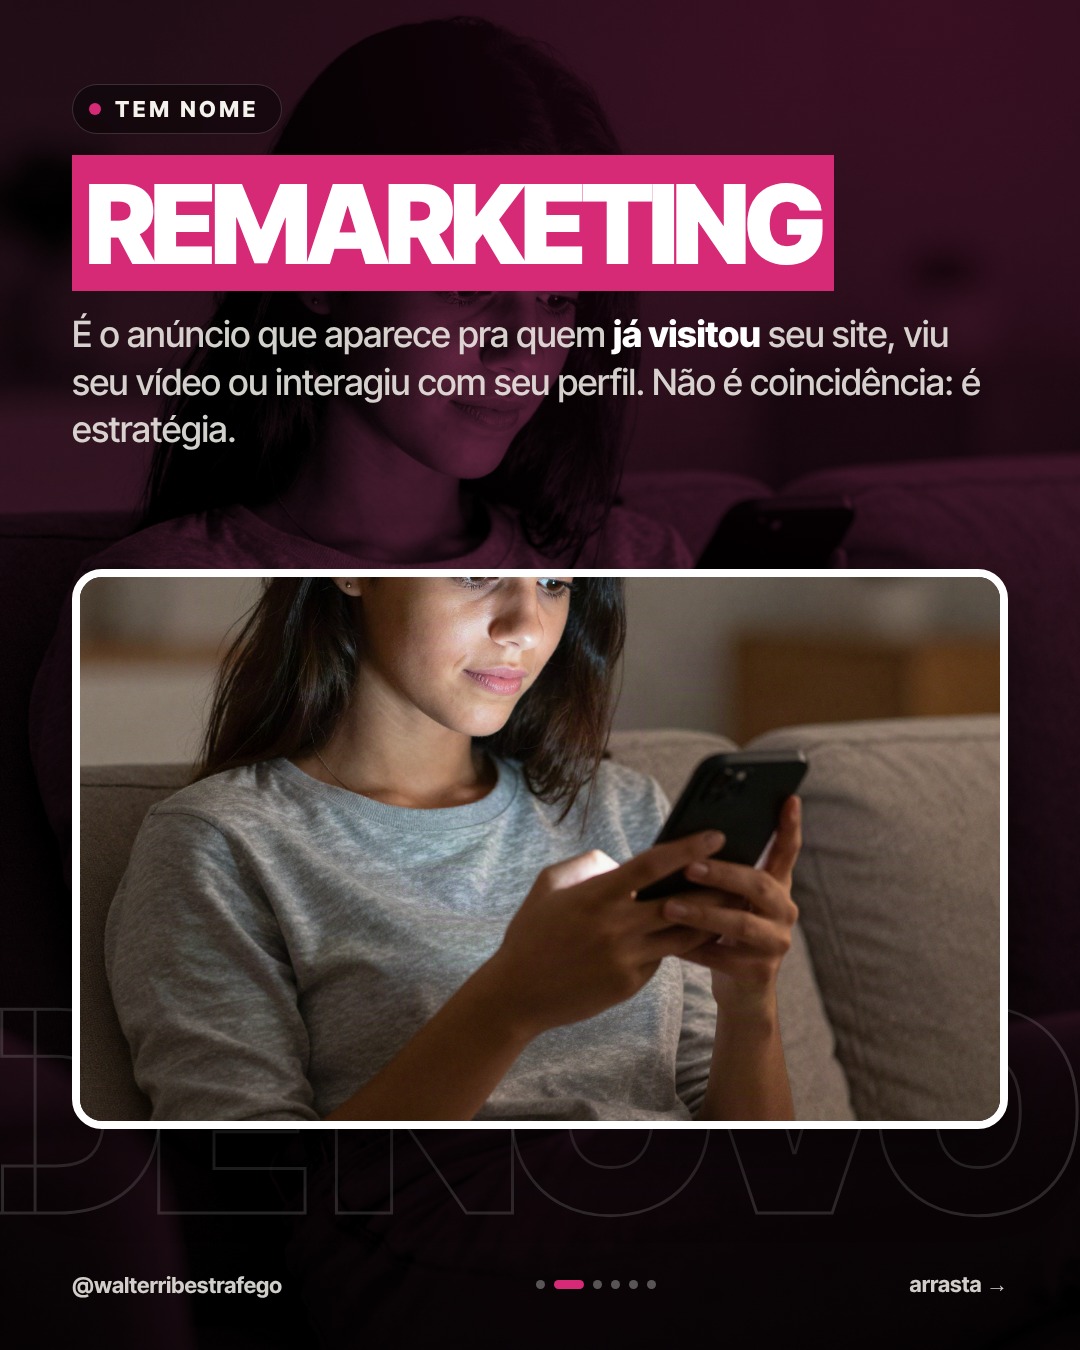 TEM NOME
REMARKETING
É o anúncio que aparece pra quem já visitou seu site, viu
seu vídeo ou interagiu com seu perfil. Não é coincidência: é
estratégia.
DENOVO
@walterribestrafego
arrasta →